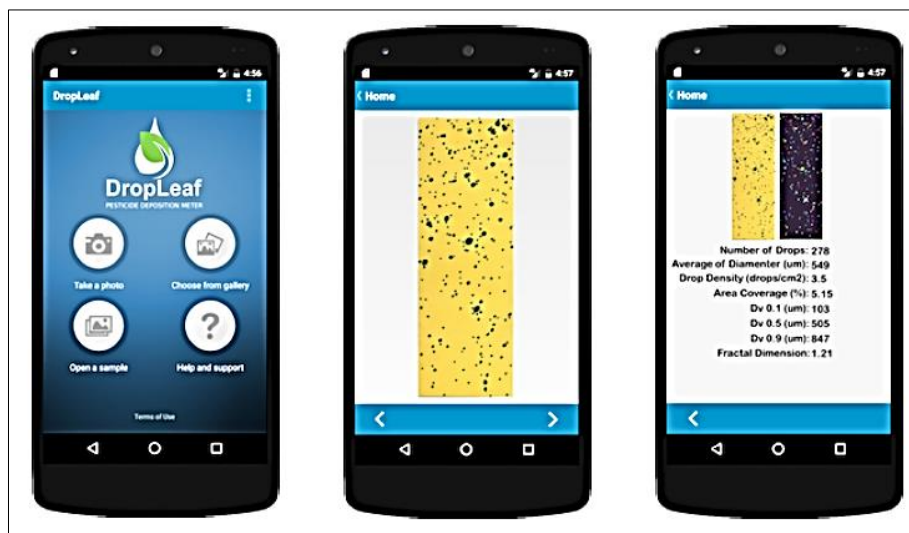 4:56
DropLeaf
DropLeaf
PESTICIDE DEPOSITION METER
Take a photo
Choose from gallery
Open a sample
Help and support
Terms of Use
4:57
Home
4:57
Home
Number of Drops: 278
Average of Diamenter (um): 549
Drop Density (drops/cm2): 3.5
Area Coverage (%): 5.15
Dv 0.1 (um): 103
Dv 0.5 (um): 505
Dv 0.9 (um): 847
Fractal Dimension: 1.21